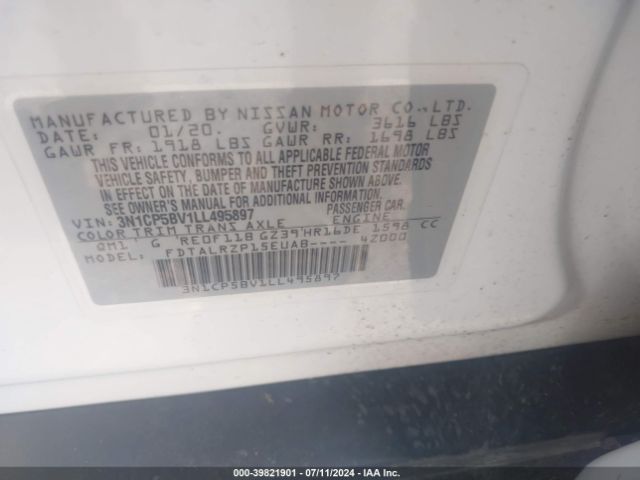 MANUFACTURED BY NISSAN MOTOR CO.,LTD.
DATE: 01/20. GVWR: 3616 LBS
GAWR FR: 1918 LBS GAWR RR: 1698 LBS
THIS VEHICLE CONFORMS TO ALL APPLICABLE FEDERAL MOTOR
VEHICLE SAFETY, BUMPER, AND THEFT PREVENTION STANDARDS
IN EFFECT ON THE DATE OF MANUFACTURE SHOWN ABOVE.
SEE OWNER'S MANUAL FOR ADDITIONAL INFORMATION.
VIN: 3N1CP5BV1LL495897 PASSENGER CAR.
COLOR TRIM TRANS AXLE ENGINE
QM1 G RE0F11B GZ39 HR16DE 1598 CC
MODEL: FDTALRZP15EUAB---- 42000
3N1CP5BV1LL495897
000-39821901 - 07/11/2024 - IAA Inc.